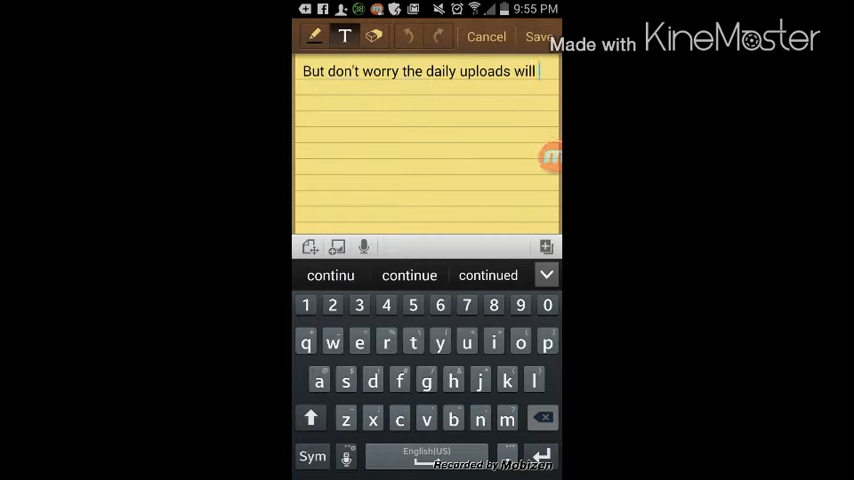 38 9:55 PM
T Cancel Save
Made with KineMaster
But don't worry the daily uploads will
continu continue continued
1 2 3 4 5 6 7 8 9 0
q w e r t y u i o p
a s d f g h j k l
z x c v b n m
Sym English(US)
Recorded by Mobizen